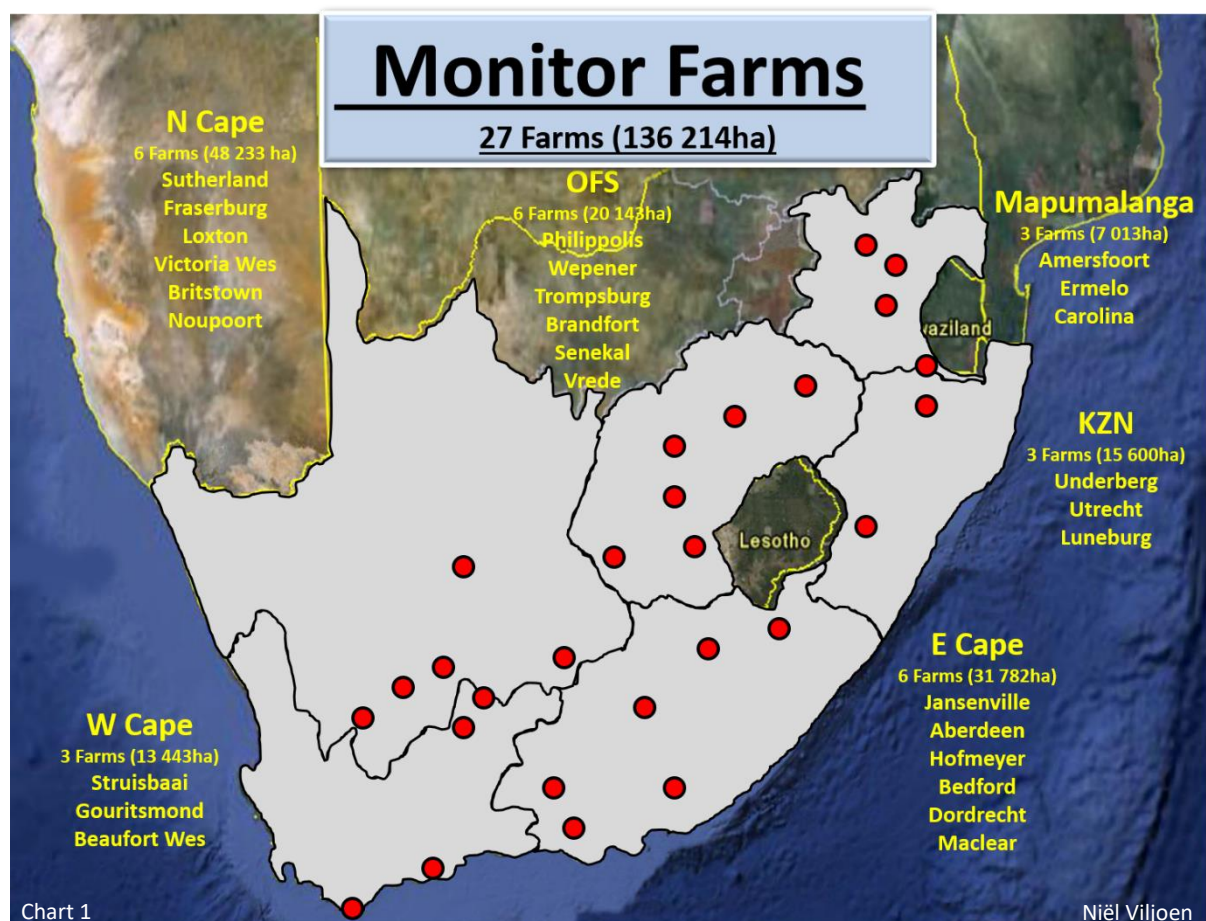 Monitor Farms
27 Farms (136 214ha)
N Cape
6 Farms (48 233 ha)
Sutherland
Fraserburg
Loxton
Victoria Wes
Britstown
Noupoort
OFS
6 Farms (20 143ha)
Philippolis
Wepener
Trompsburg
Brandfort
Senekal
Vrede
Mapumalanga
3 Farms (7 013ha)
Amersfoort
Ermelo
Carolina
waziland
KZN
3 Farms (15 600ha)
Underberg
Utrecht
Luneburg
Lesotho
E Cape
6 Farms (31 782ha)
Jansenville
Aberdeen
Hofmeyer
Bedford
Dordrecht
Maclear
W Cape
3 Farms (13 443ha)
Struisbaai
Gouritsmond
Beaufort Wes
Chart 1
Niël Viljoen